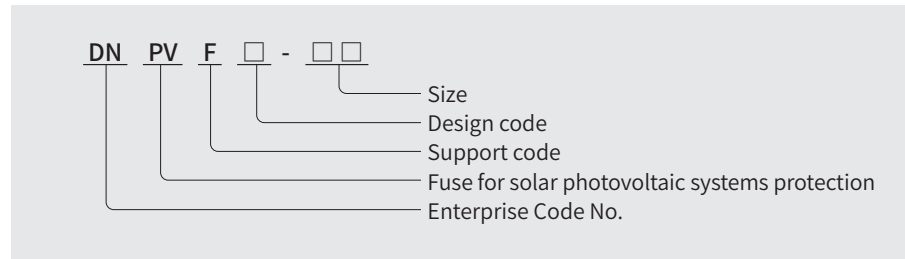 DN PV F □ - □□
Size
Design code
Support code
Fuse for solar photovoltaic systems protection
Enterprise Code No.